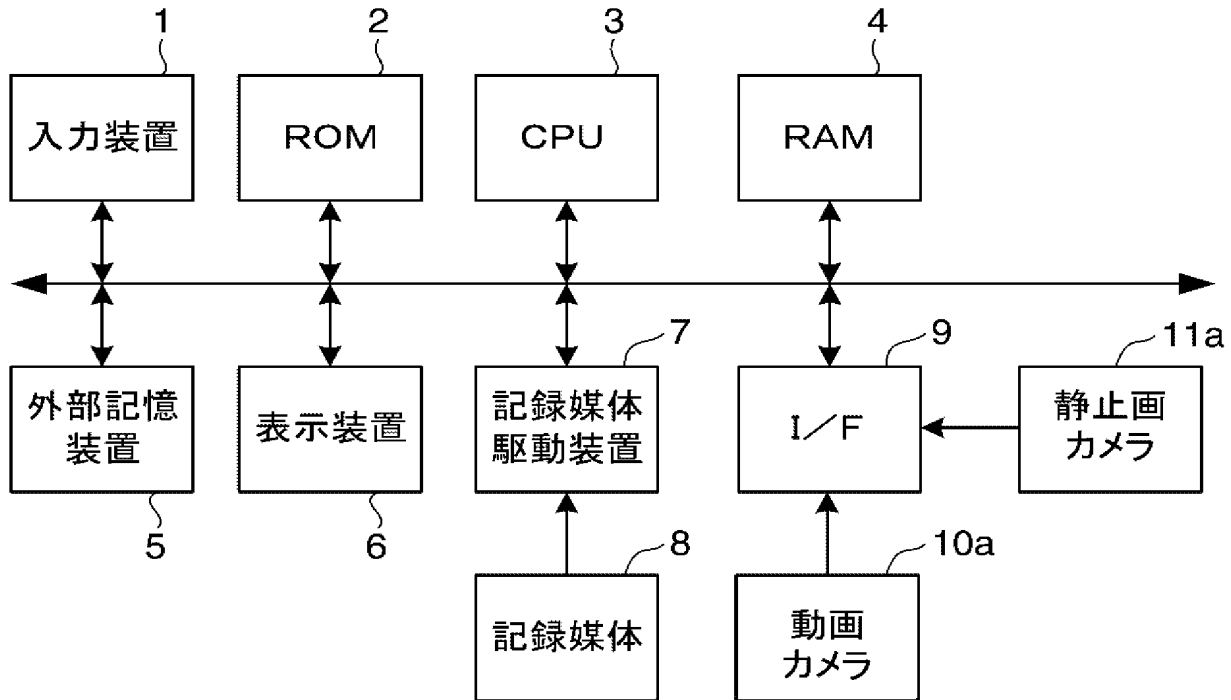 1
2
3
4
入力装置
ROM
CPU
RAM
7
9
11a
外部記憶
装置
表示装置
記録媒体
駆動装置
I/F
静止画
カメラ
5
6
8
10a
記録媒体
動画
カメラ